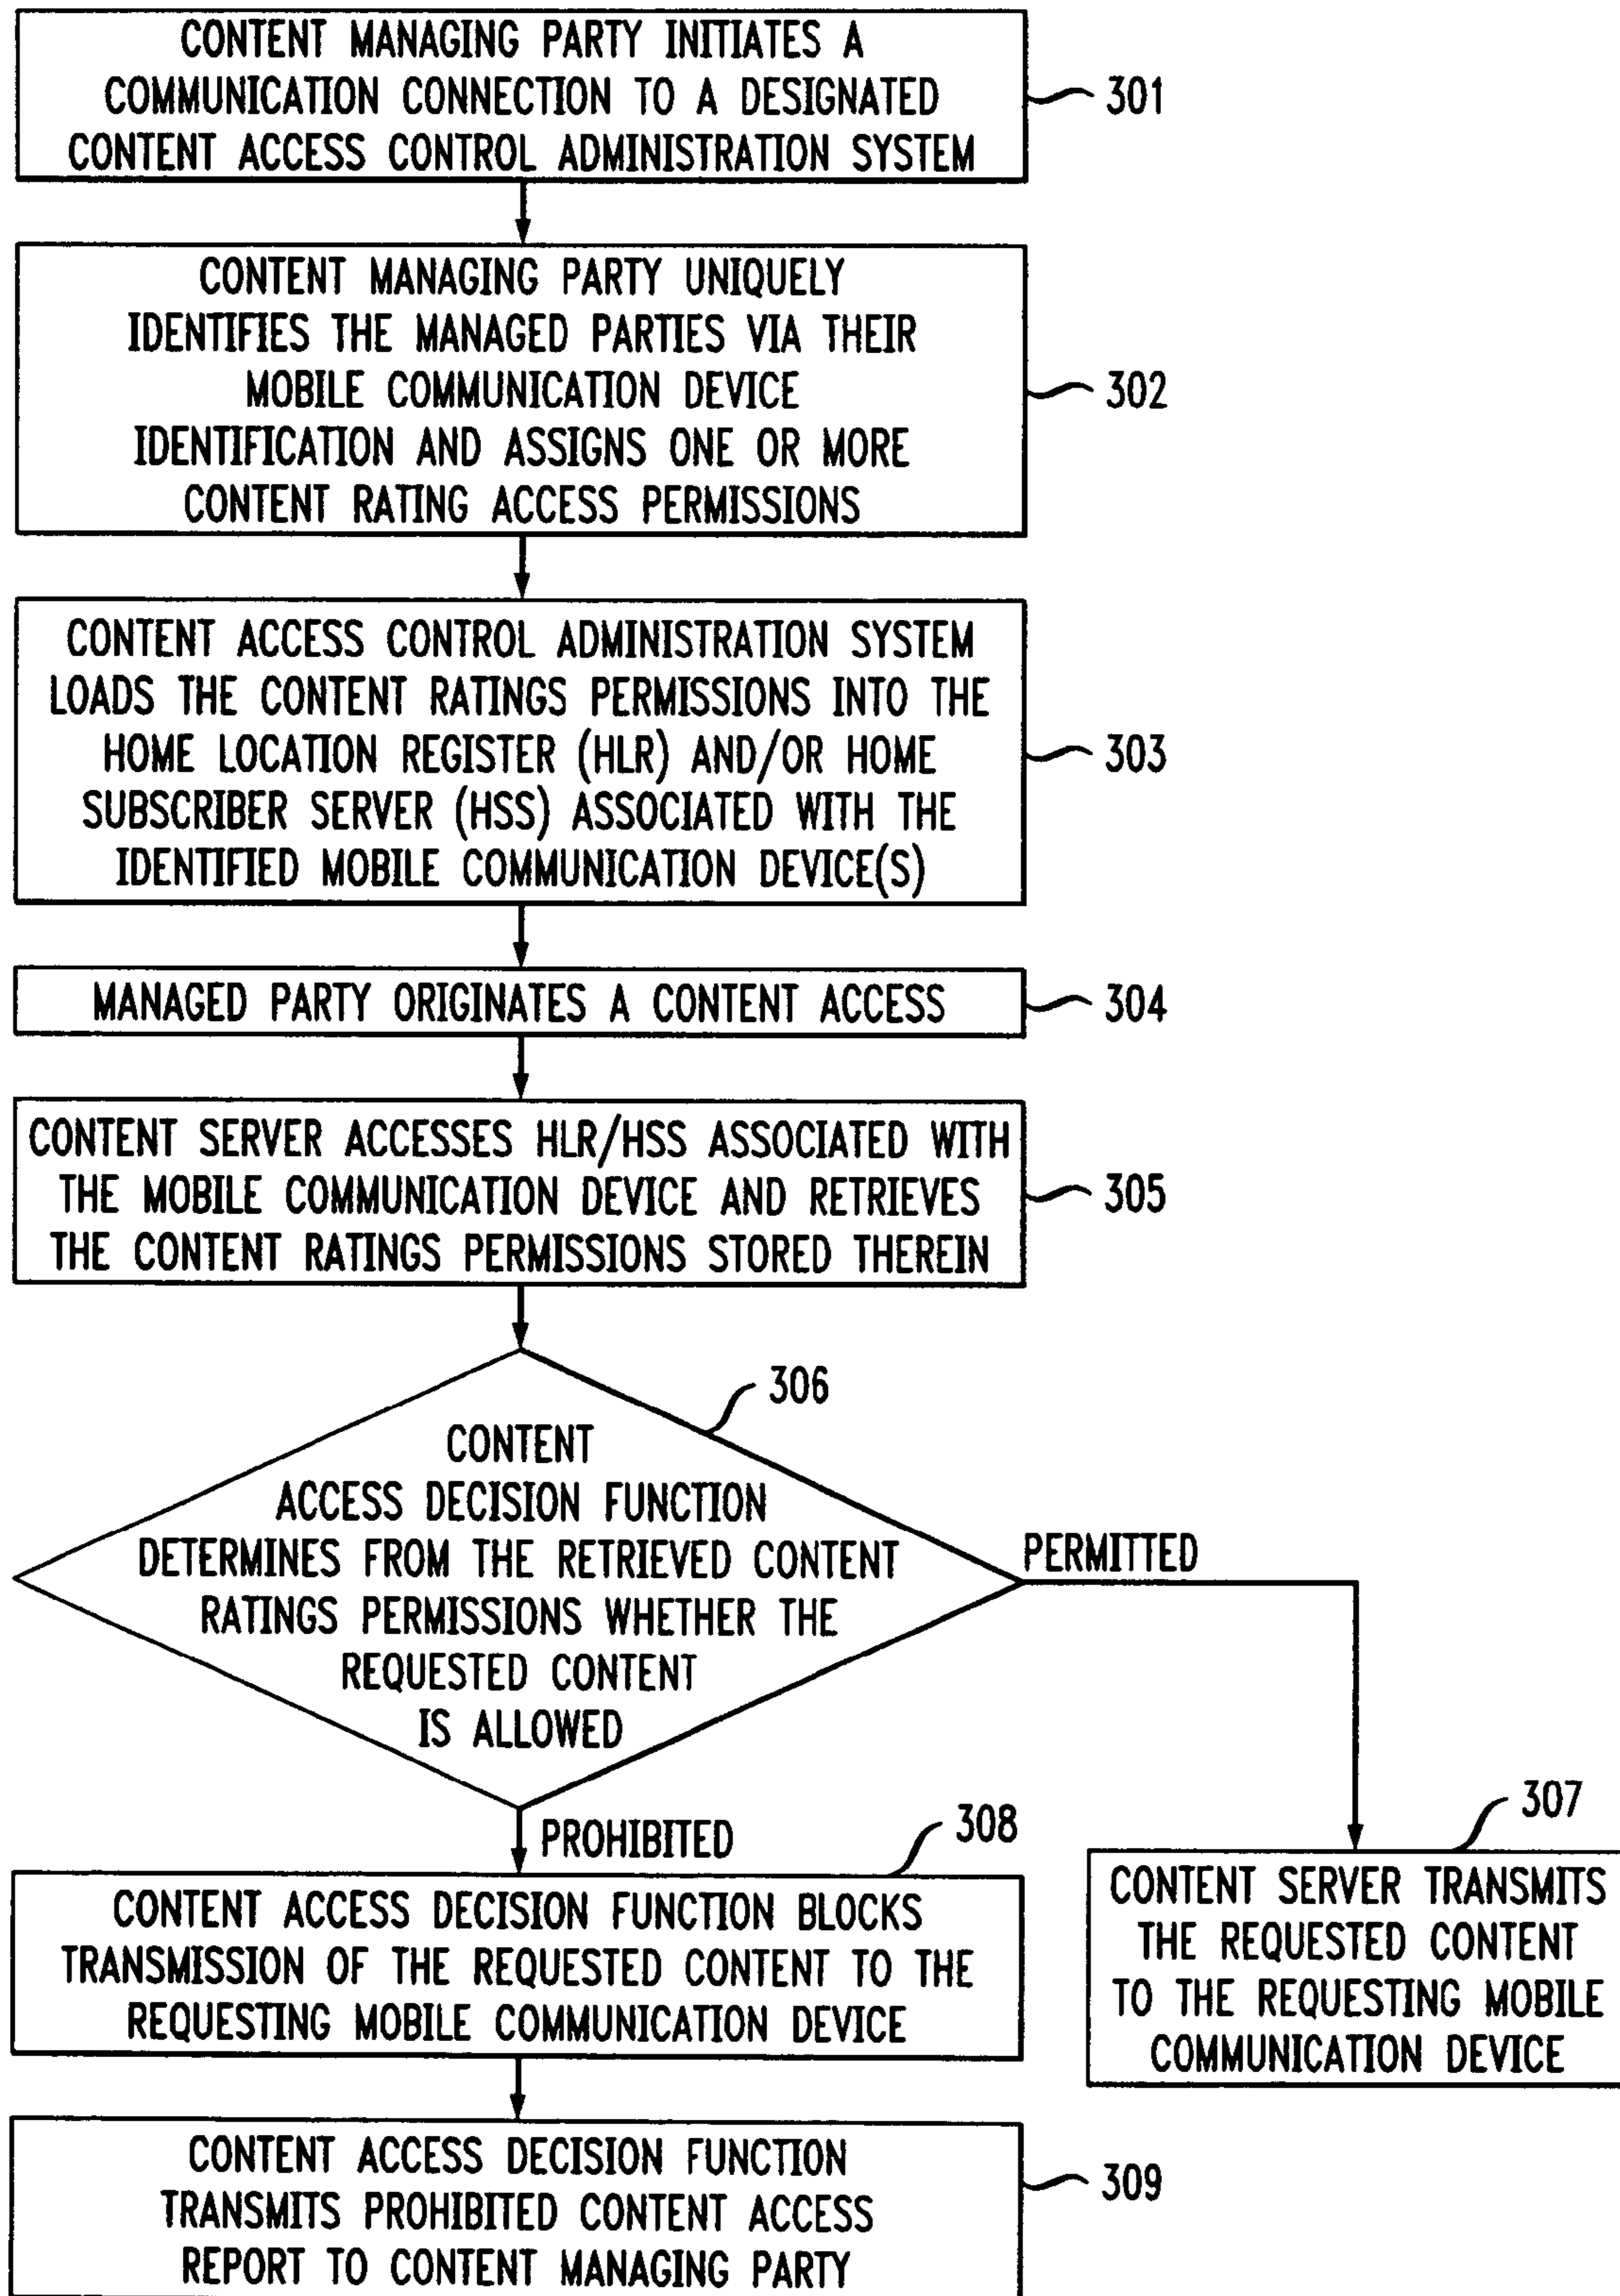 CONTENT MANAGING PARTY INITIATES A
COMMUNICATION CONNECTION TO A DESIGNATED
CONTENT ACCESS CONTROL ADMINISTRATION SYSTEM
301
CONTENT MANAGING PARTY UNIQUELY
IDENTIFIES THE MANAGED PARTIES VIA THEIR
MOBILE COMMUNICATION DEVICE
IDENTIFICATION AND ASSIGNS ONE OR MORE
CONTENT RATING ACCESS PERMISSIONS
302
CONTENT ACCESS CONTROL ADMINISTRATION SYSTEM
LOADS THE CONTENT RATINGS PERMISSIONS INTO THE
HOME LOCATION REGISTER (HLR) AND/OR HOME
SUBSCRIBER SERVER (HSS) ASSOCIATED WITH THE
IDENTIFIED MOBILE COMMUNICATION DEVICE(S)
303
MANAGED PARTY ORIGINATES A CONTENT ACCESS
304
CONTENT SERVER ACCESSES HLR/HSS ASSOCIATED WITH
THE MOBILE COMMUNICATION DEVICE AND RETRIEVES
THE CONTENT RATINGS PERMISSIONS STORED THEREIN
305
306
CONTENT
ACCESS DECISION FUNCTION
DETERMINES FROM THE RETRIEVED CONTENT
RATINGS PERMISSIONS WHETHER THE
REQUESTED CONTENT
IS ALLOWED
PERMITTED
307
CONTENT SERVER TRANSMITS
THE REQUESTED CONTENT
TO THE REQUESTING MOBILE
COMMUNICATION DEVICE
PROHIBITED
308
CONTENT ACCESS DECISION FUNCTION BLOCKS
TRANSMISSION OF THE REQUESTED CONTENT TO THE
REQUESTING MOBILE COMMUNICATION DEVICE
CONTENT ACCESS DECISION FUNCTION
TRANSMITS PROHIBITED CONTENT ACCESS
REPORT TO CONTENT MANAGING PARTY
309